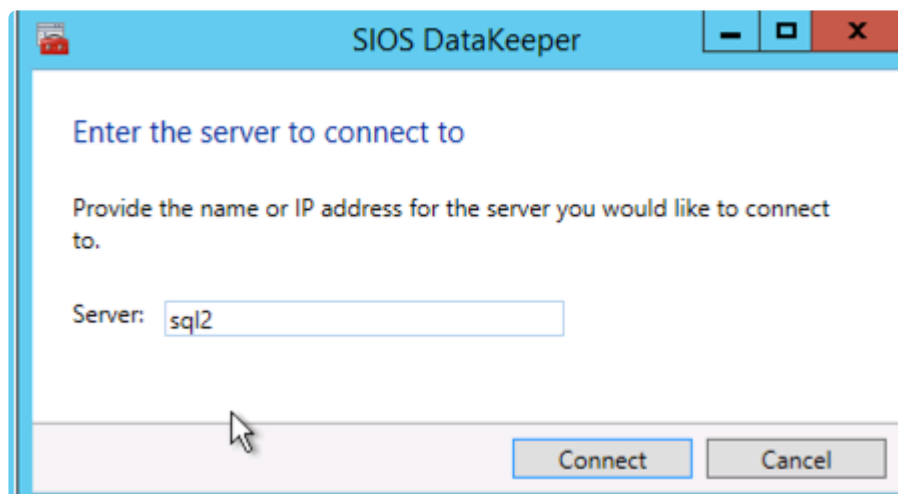 SIOS DataKeeper
Enter the server to connect to
Provide the name or IP address for the server you would like to connect
to.
Server: sql2
Connect Cancel